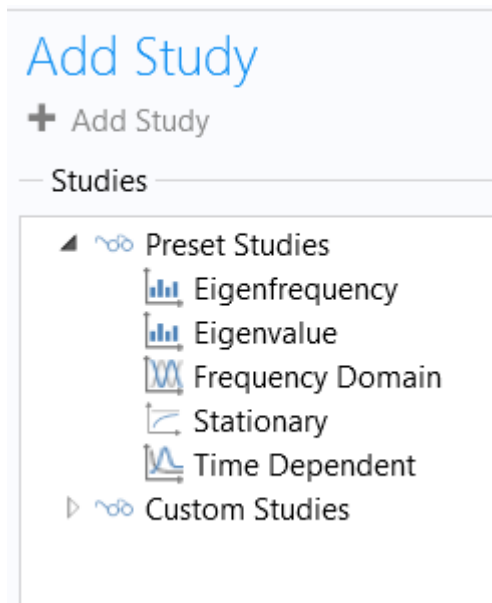 Add Study
Add Study
Studies
Preset Studies
Eigenfrequency
Eigenvalue
Frequency Domain
Stationary
Time Dependent
Custom Studies